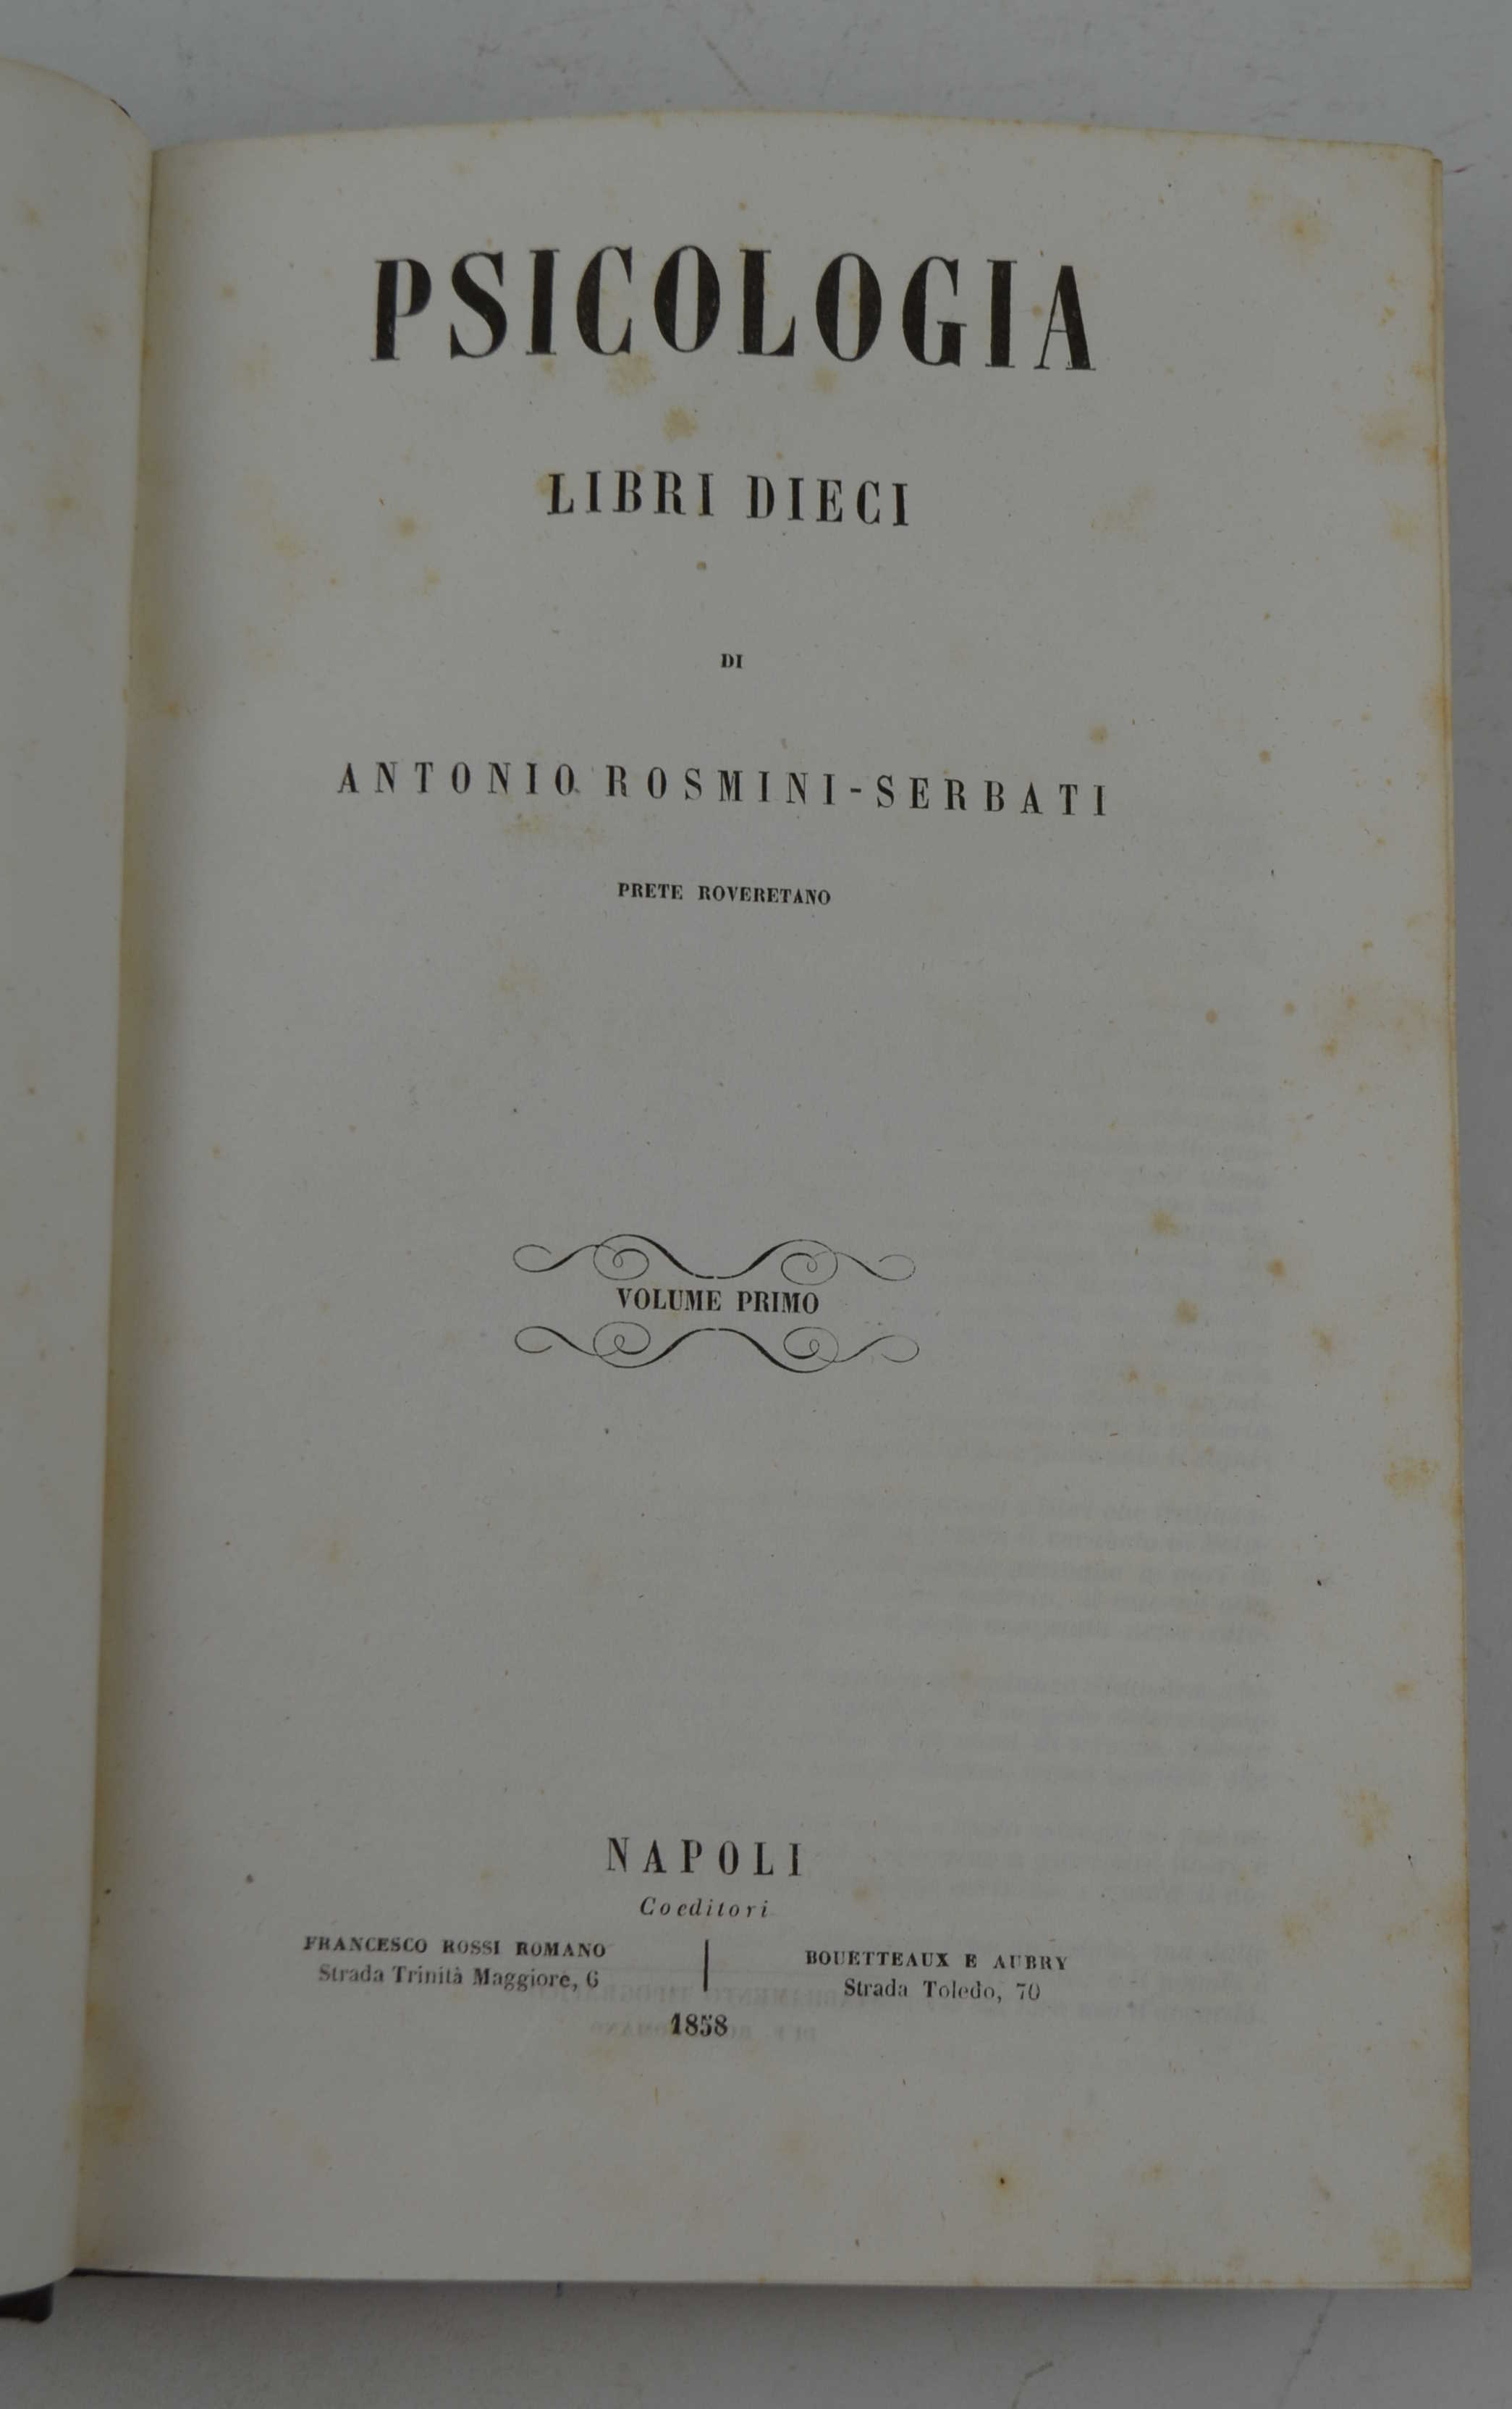 PSICOLOGIA
LIBRI DIECI
DI
ANTONIO ROSMINI-SERBATI
PRETE ROVERETANO
VOLUME PRIMO
NAPOLI
Coeditori
FRANCESCO ROSSI ROMANO
Strada Trinità Maggiore, 6
BOUETTEAUX E AUBRY
Strada Toledo, 70
1858